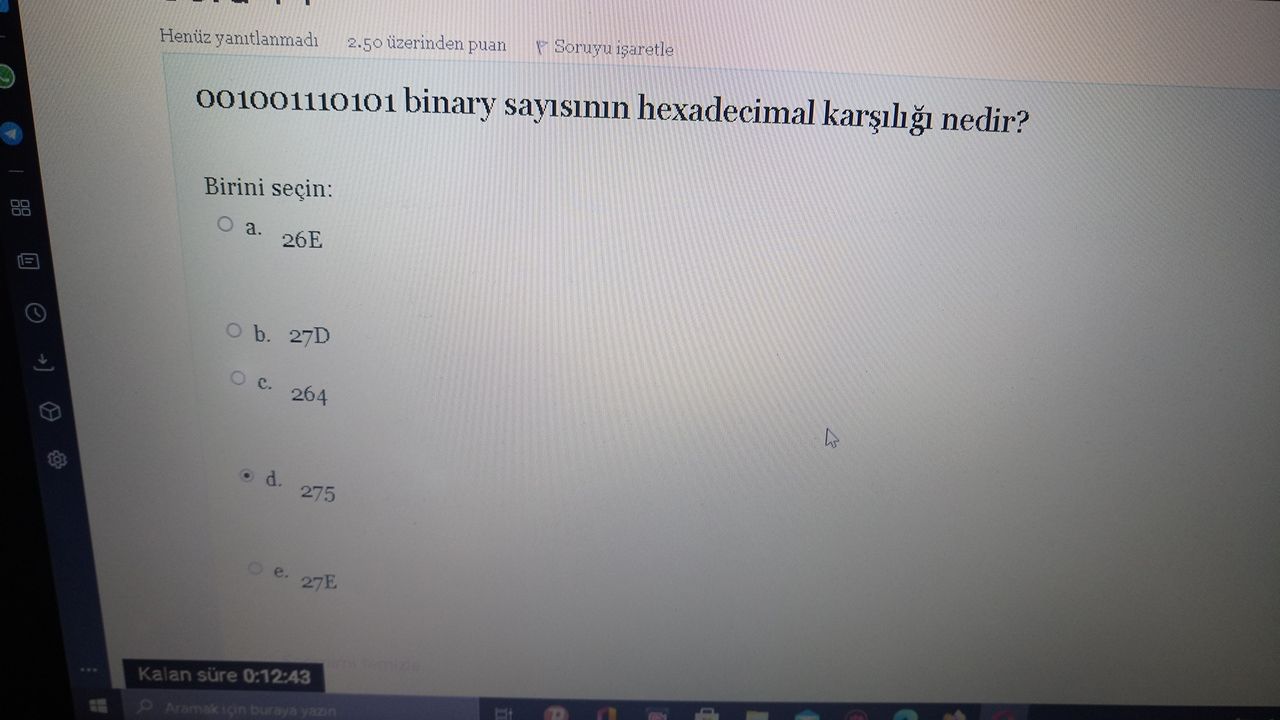 Henüz yanıtlanmadı 2.50 üzerinden puan Soruyu işaretle
001001110101 binary sayısının hexadecimal karşılığı nedir?
Birini seçin:
a. 26E
b. 27D
c. 264
d. 275
e. 27E
Kalan süre 0:12:43
Aramak için buraya yazın